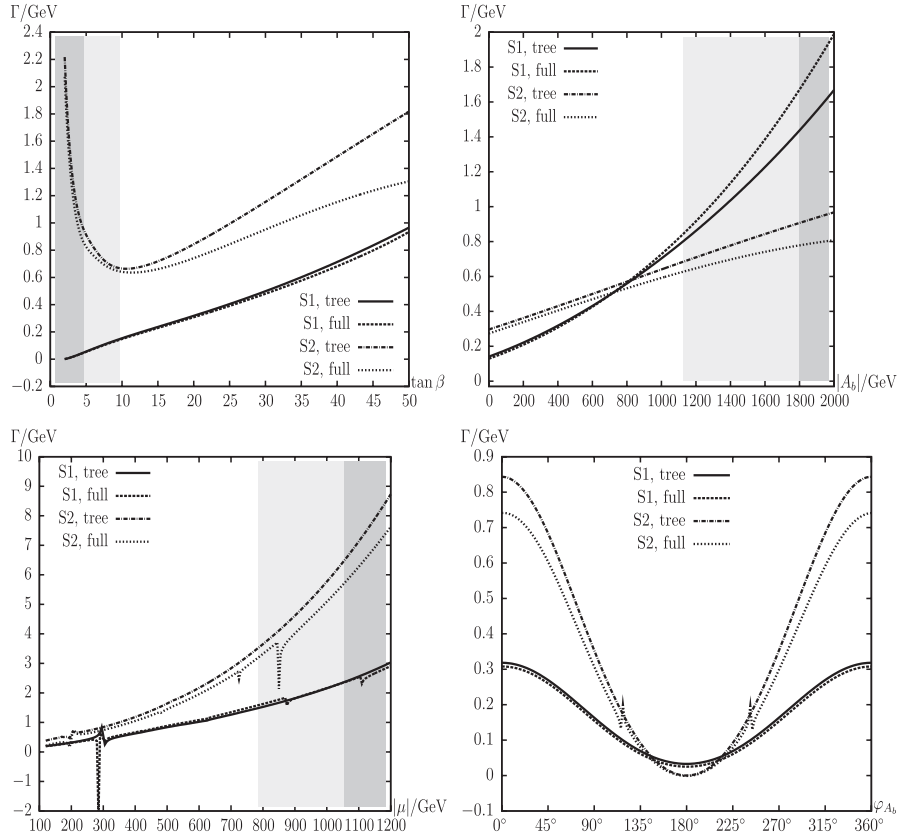 Γ/GeV
2.4
2.2
2
1.8
1.6
1.4
1.2
1
0.8
0.6
0.4
0.2
0
−0.2
S1, tree
S1, full
S2, tree
S2, full
0 5 10 15 20 25 30 35 40 45 50
tan β
Γ/GeV
2
1.8
1.6
1.4
1.2
1
0.8
0.6
0.4
0.2
0
S1, tree
S1, full
S2, tree
S2, full
0 200 400 600 800 1000 1200 1400 1600 1800 2000
|A_b|/GeV
Γ/GeV
10
9
8
7
6
5
4
3
2
1
0
−1
−2
S1, tree
S1, full
S2, tree
S2, full
100 200 300 400 500 600 700 800 900 1000 1100 1200
|μ|/GeV
Γ/GeV
0.9
0.8
0.7
0.6
0.5
0.4
0.3
0.2
0.1
0
−0.1
S1, tree
S1, full
S2, tree
S2, full
0° 45° 90° 135° 180° 225° 270° 315° 360°
φ_{A_b}